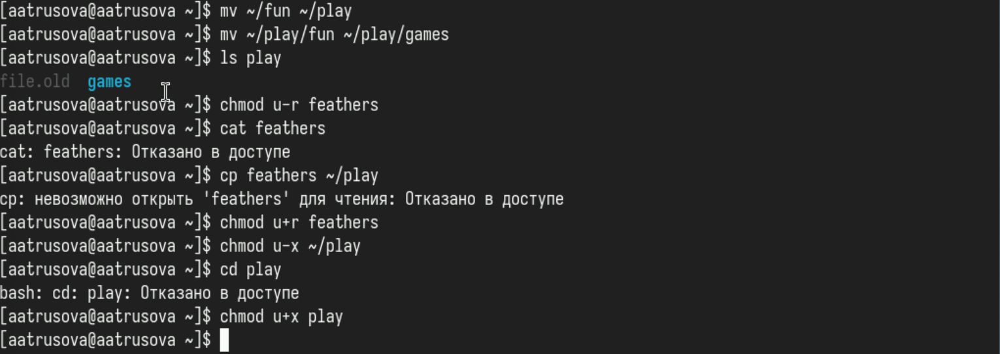 [aatrusova@aatrusova ~]$ mv ~/fun ~/play
[aatrusova@aatrusova ~]$ mv ~/play/fun ~/play/games
[aatrusova@aatrusova ~]$ ls play
file.old  games
[aatrusova@aatrusova ~]$ chmod u-r feathers
[aatrusova@aatrusova ~]$ cat feathers
cat: feathers: Отказано в доступе
[aatrusova@aatrusova ~]$ cp feathers ~/play
cp: невозможно открыть 'feathers' для чтения: Отказано в доступе
[aatrusova@aatrusova ~]$ chmod u+r feathers
[aatrusova@aatrusova ~]$ chmod u-x ~/play
[aatrusova@aatrusova ~]$ cd play
bash: cd: play: Отказано в доступе
[aatrusova@aatrusova ~]$ chmod u+x play
[aatrusova@aatrusova ~]$